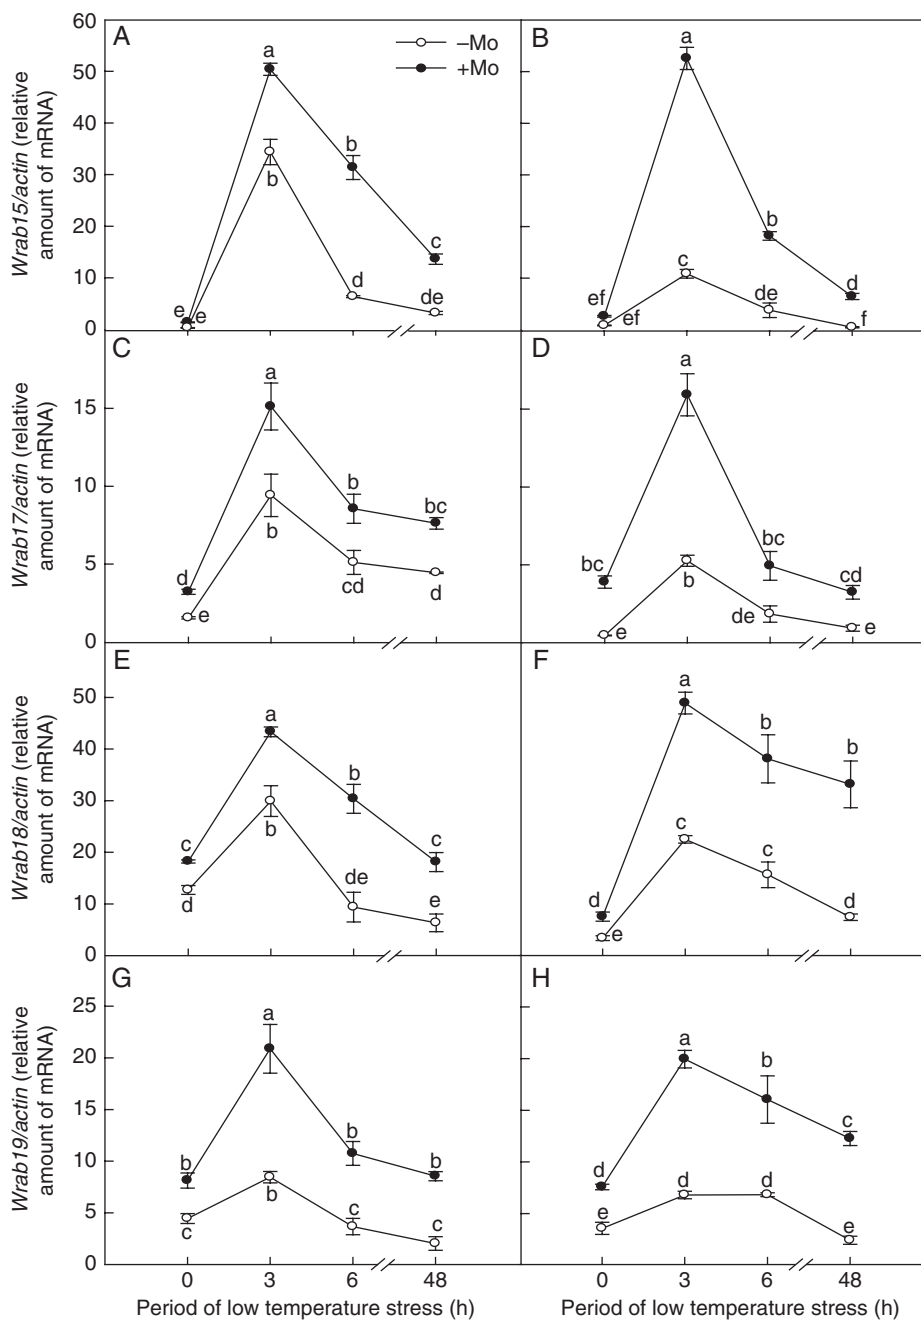 A
–Mo
+Mo
B
Wrab15/actin (relative
amount of mRNA)
60
50
40
30
20
10
0
e
e
a
b
b
d
c
de
ef
ef
a
c
b
de
d
f
C
D
Wrab17/actin (relative
amount of mRNA)
15
10
5
0
d
e
a
b
b
cd
bc
d
bc
e
a
b
bc
de
cd
e
E
F
Wrab18/actin (relative
amount of mRNA)
50
40
30
20
10
0
c
d
a
b
b
de
c
e
d
e
a
c
b
c
b
d
G
H
Wrab19/actin (relative
amount of mRNA)
25
20
15
10
5
0
b
c
a
b
b
c
b
c
d
e
a
d
b
d
c
e
0 3 6 48 0 3 6 48
Period of low temperature stress (h) Period of low temperature stress (h)